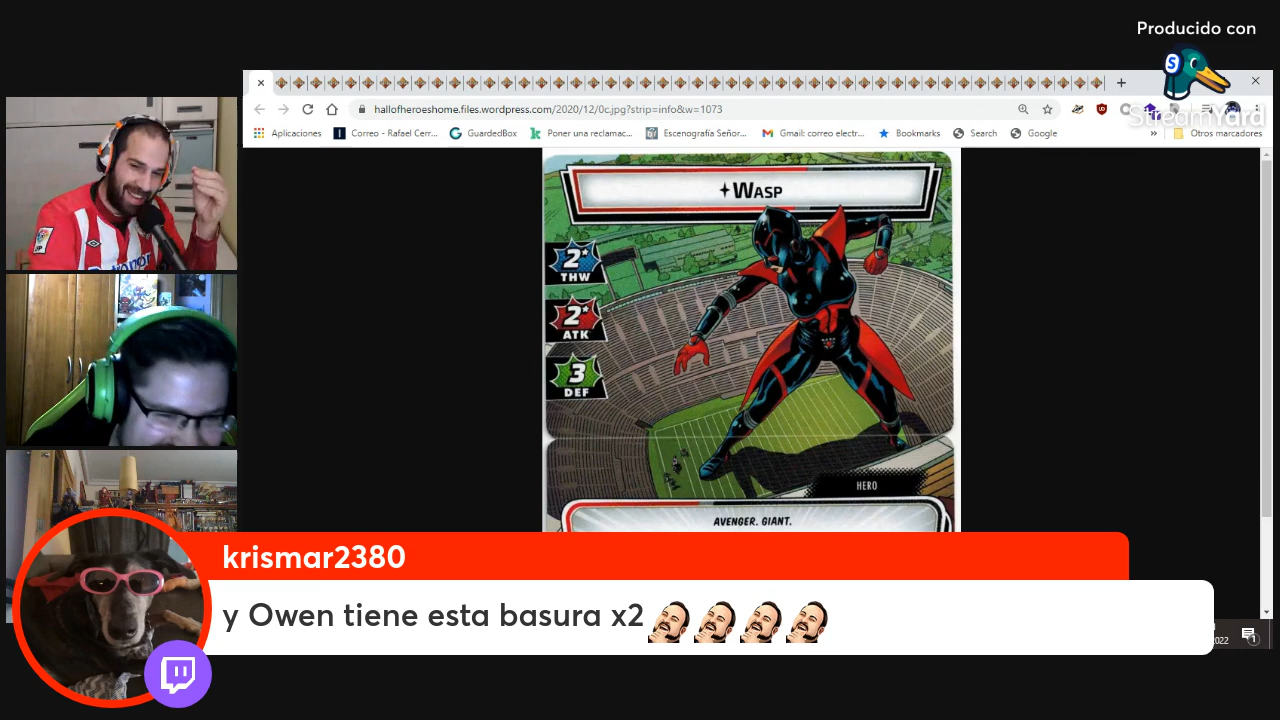 Producido con
StreamYard
hallofheroeshome.files.wordpress.com/2020/12/0c.jpg?strip=info&w=1073
Aplicaciones
Correo - Rafael Cerr...
GuardedBox
Poner una reclamac...
Escenografía Señor...
Gmail: correo electr...
Bookmarks
Search
Google
»
Otros marcadores
WASP
2*
THW
2*
ATK
3
DEF
HERO
AVENGER. GIANT.
krismar2380
y Owen tiene esta basura x2
2022
1